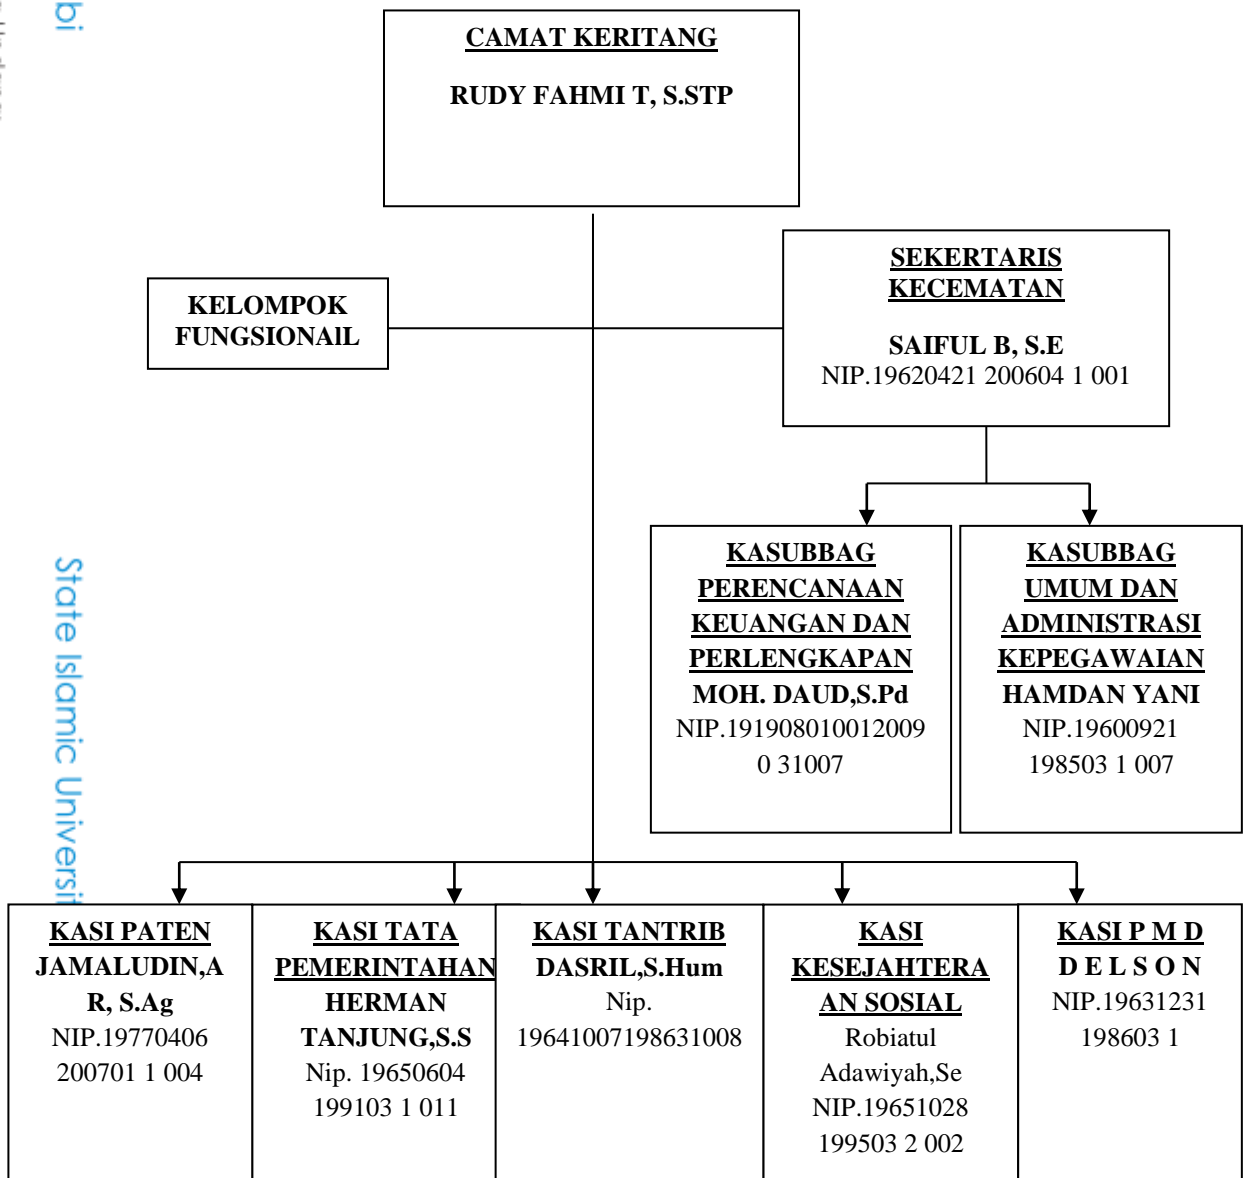 CAMAT KERITANG
RUDY FAHMI T, S.STP
SEKERTARIS
KECEMATAN
SAIFUL B, S.E
NIP.19620421 200604 1 001
KELOMPOK
FUNGSIONAlL
KASUBBAG
PERENCANAAN
KEUANGAN DAN
PERLENGKAPAN
MOH. DAUD,S.Pd
NIP.191908010012009
0 31007
KASUBBAG
UMUM DAN
ADMINISTRASI
KEPEGAWAIAN
HAMDAN YANI
NIP.19600921
198503 1 007
KASI PATEN
JAMALUDIN,A
R, S.Ag
NIP.19770406
200701 1 004
KASI TATA
PEMERINTAHAN
HERMAN
TANJUNG,S.S
Nip. 19650604
199103 1 011
KASI TANTRIB
DASRIL,S.Hum
Nip.
19641007198631008
KASI
KESEJAHTERA
AN SOSIAL
Robiatul
Adawiyah,Se
NIP.19651028
199503 2 002
KASI P M D
D E L S O N
NIP.19631231
198603 1
bi
State Islamic Universit